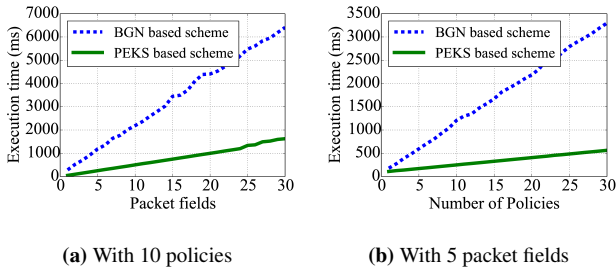 7000
6000
5000
4000
3000
2000
1000
0
Execution time (ms)
BGN based scheme
PEKS based scheme
0 5 10 15 20 25 30
Packet fields
(a) With 10 policies
3500
3000
2500
2000
1500
1000
500
0
Execution time (ms)
BGN based scheme
PEKS based scheme
0 5 10 15 20 25 30
Number of Policies
(b) With 5 packet fields